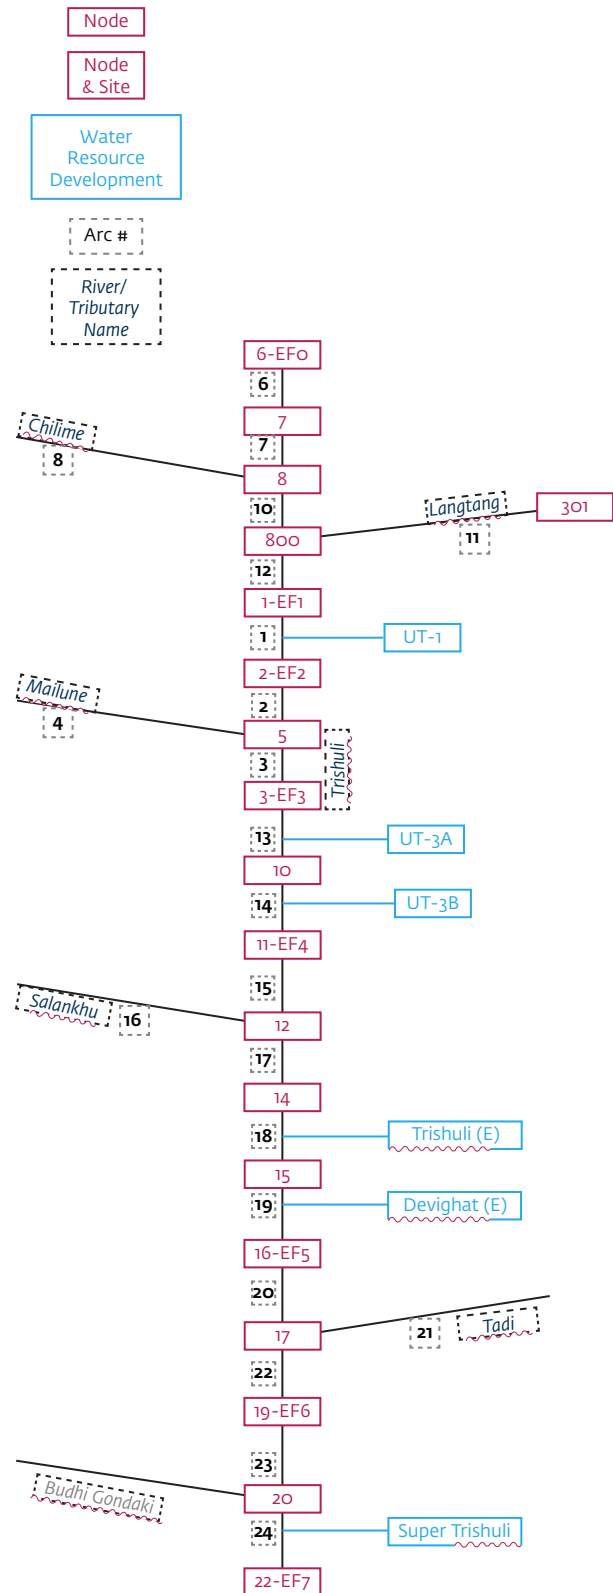 Node
Node
& Site
Water
Resource
Development
Arc #
River/
Tributary
Name
6-EF0
6
7
Chilime
7
8
8
10
Langtang
301
800
11
12
1-EF1
1
UT-1
2-EF2
Mailune
2
4
5
3
Trishuli
3-EF3
13
UT-3A
10
14
UT-3B
11-EF4
15
Salankhu
16
12
17
14
18
Trishuli (E)
15
19
Devighat (E)
16-EF5
20
17
21
Tadi
22
19-EF6
23
Budhi Gondaki
20
24
Super Trishuli
22-EF7